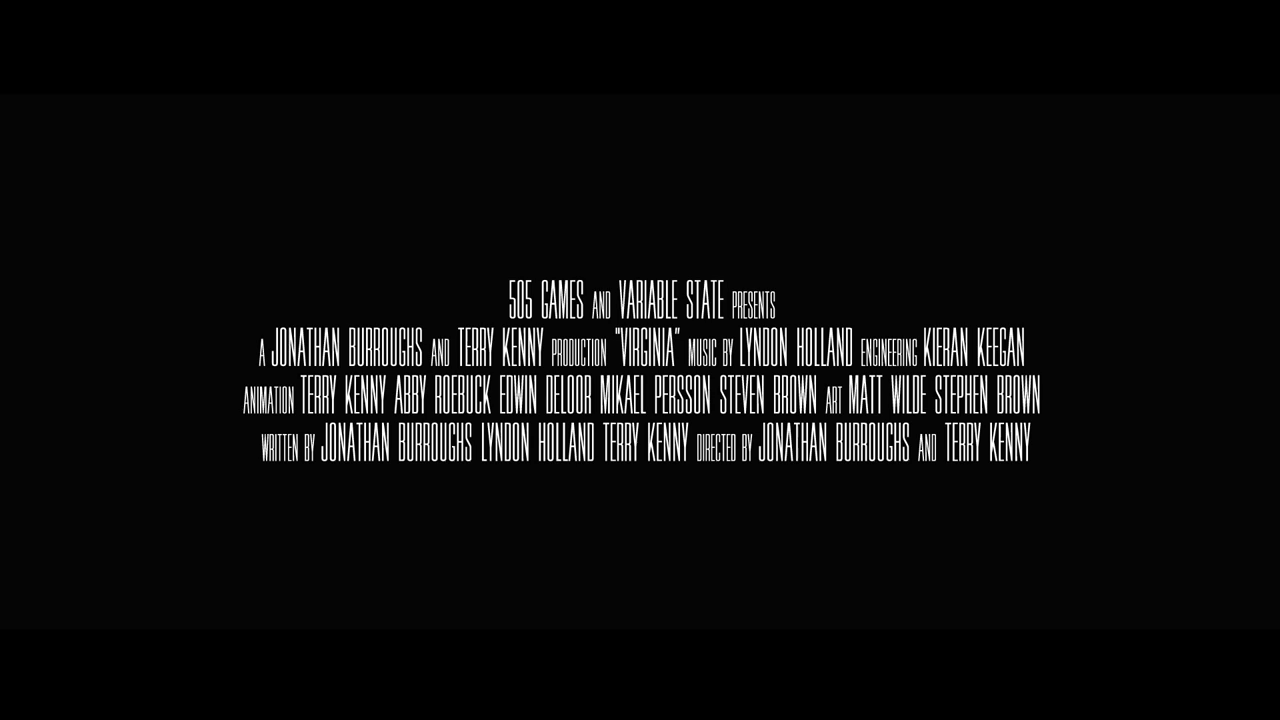 505 GAMES AND VARIABLE STATE PRESENTS
A JONATHAN BURROUGHS AND TERRY KENNY PRODUCTION "VIRGINIA" MUSIC BY LYNDON HOLLAND ENGINEERING KIERAN KEEGAN
ANIMATION TERRY KENNY ABBY ROEBUCK EDWIN DELOOR MIKAEL PERSSON STEVEN BROWN ART MATT WILDE STEPHEN BROWN
WRITTEN BY JONATHAN BURROUGHS LYNDON HOLLAND TERRY KENNY DIRECTED BY JONATHAN BURROUGHS AND TERRY KENNY